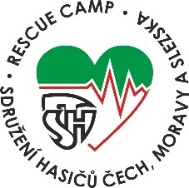 • RESCUE CAMP •
SDRUŽENÍ HASIČŮ ČECH, MORAVY A SLEZSKA
SH